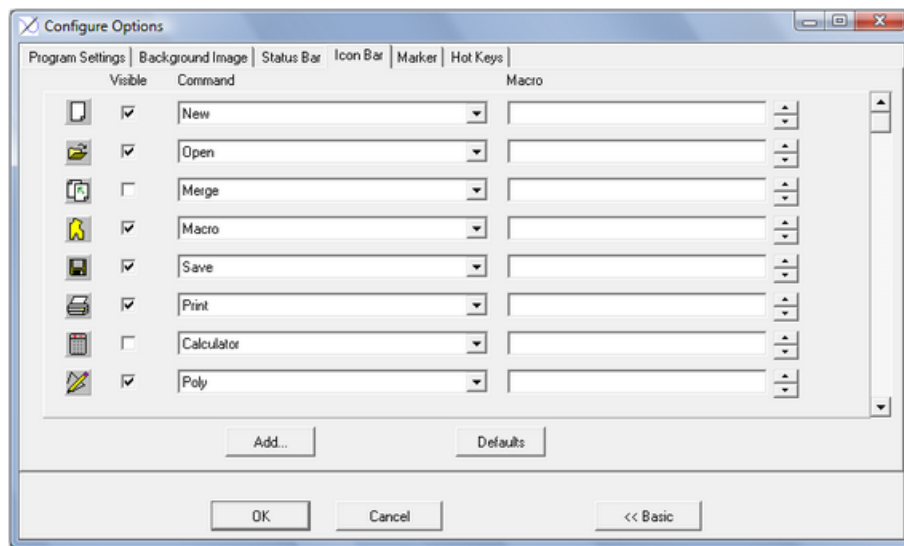 Configure Options
Program Settings Background Image Status Bar Icon Bar Marker Hot Keys
Visible Command Macro
New
Open
Merge
Macro
Save
Print
Calculator
Poly
Add... Defaults
OK Cancel << Basic